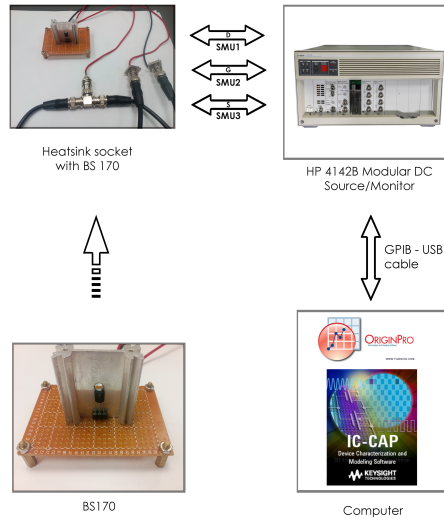 D
SMU1
G
SMU2
S
SMU3
Heatsink socket
with BS 170
HP 4142B Modular DC
Source/Monitor
GPIB - USB
cable
ORIGINPRO
IC-CAP
Device Characterization and
Modeling Software
KEYSIGHT
TECHNOLOGIES
BS170
Computer